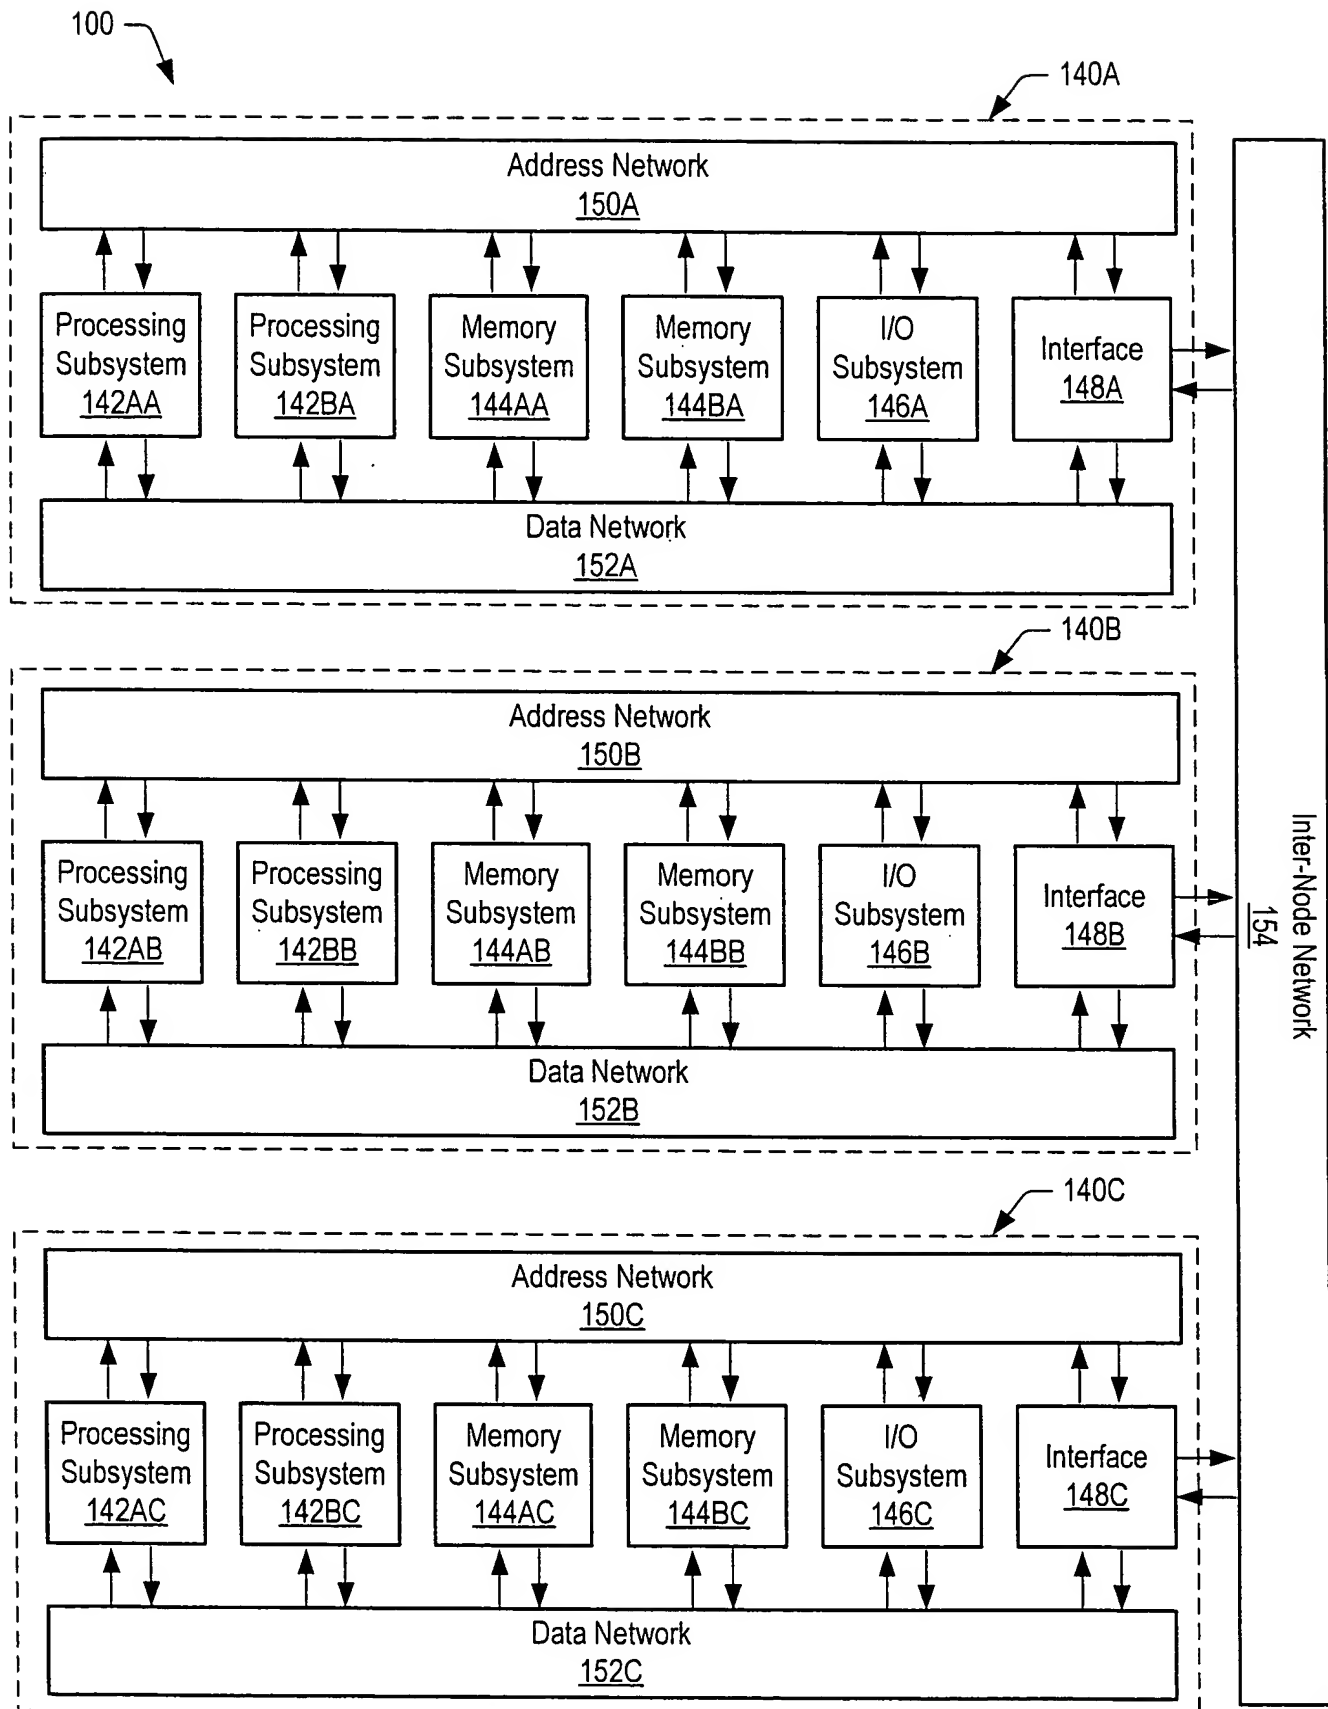 100
140A
Address Network
150A
Processing
Subsystem
142AA
Processing
Subsystem
142BA
Memory
Subsystem
144AA
Memory
Subsystem
144BA
I/O
Subsystem
146A
Interface
148A
Data Network
152A
140B
Address Network
150B
Processing
Subsystem
142AB
Processing
Subsystem
142BB
Memory
Subsystem
144AB
Memory
Subsystem
144BB
I/O
Subsystem
146B
Interface
148B
Data Network
152B
140C
Address Network
150C
Processing
Subsystem
142AC
Processing
Subsystem
142BC
Memory
Subsystem
144AC
Memory
Subsystem
144BC
I/O
Subsystem
146C
Interface
148C
Data Network
152C
Inter-Node Network
154